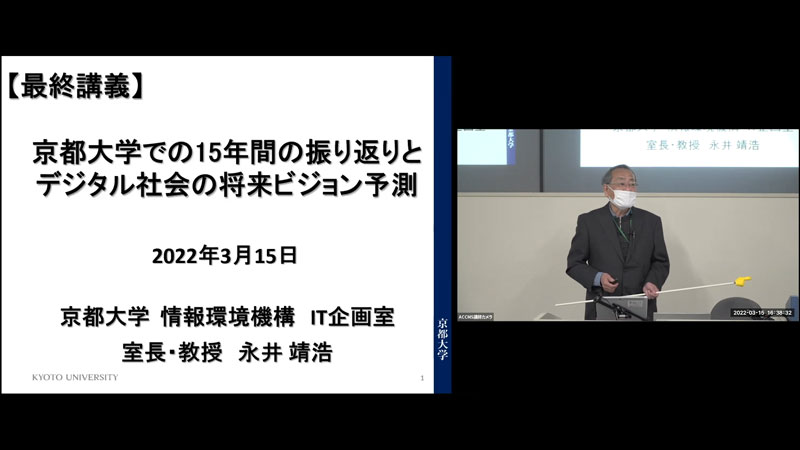 【最終講義】
京都大学での15年間の振り返りと
デジタル社会の将来ビジョン予測
2022年3月15日
京都大学 情報環境機構 IT企画室
室長・教授 永井 靖浩
KYOTO UNIVERSITY
1
京都大学
室長・教授 永井 靖浩
京都大学
ACCMS講師カメラ
2022-03-15 16:38:32